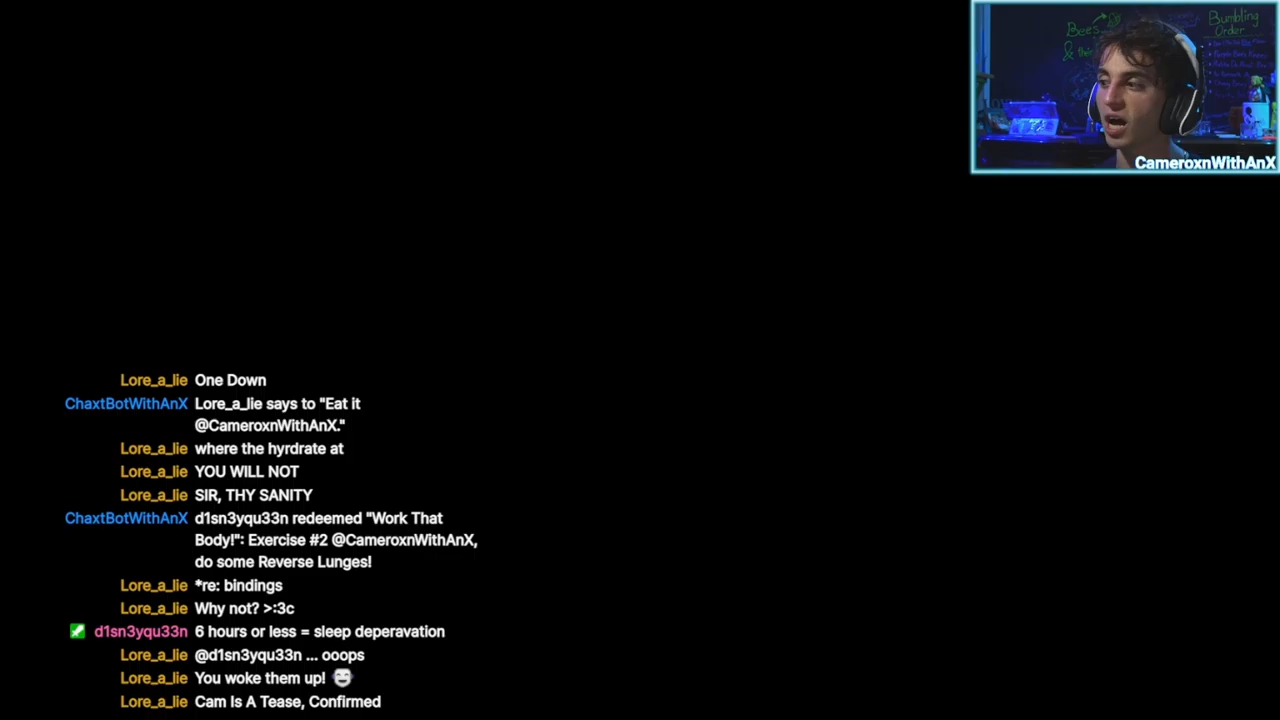 Bees
& their
Bumbling
Order
CameroxnWithAnX
Lore_a_lie One Down
ChaxtBotWithAnX Lore_a_lie says to "Eat it
@CameroxnWithAnX."
Lore_a_lie where the hyrdrate at
Lore_a_lie YOU WILL NOT
Lore_a_lie SIR, THY SANITY
ChaxtBotWithAnX d1sn3yqu33n redeemed "Work That
Body!": Exercise #2 @CameroxnWithAnX,
do some Reverse Lunges!
Lore_a_lie *re: bindings
Lore_a_lie Why not? >:3c
d1sn3yqu33n 6 hours or less = sleep deperavation
Lore_a_lie @d1sn3yqu33n ... ooops
Lore_a_lie You woke them up!
Lore_a_lie Cam Is A Tease, Confirmed